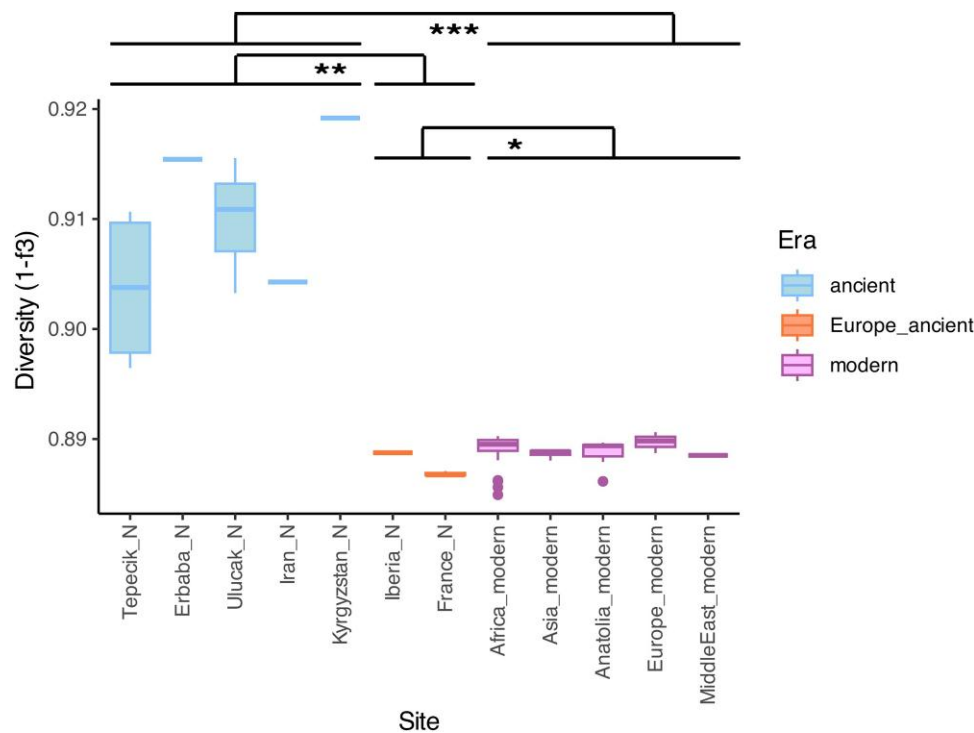 ***
**
*
Diversity (1-f3)
0.92
0.91
0.90
0.89
Tepecik_N
Erbaba_N
Ulucak_N
Iran_N
Kyrgyzstan_N
Iberia_N
France_N
Africa_modern
Asia_modern
Anatolia_modern
Europe_modern
MiddleEast_modern
Site
Era
ancient
Europe_ancient
modern